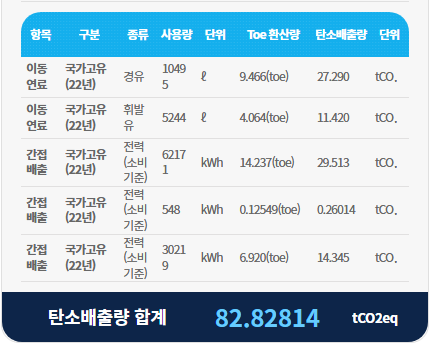 항목 구분 종류 사용량 단위 Toe 환산량 탄소배출량 단위
이동 국가고유 경유 1049 ℓ 9.466(toe) 27.290 tCO₂
연료 (22년) 5
이동 국가고유 휘발 5244 ℓ 4.064(toe) 11.420 tCO₂
연료 (22년) 유
간접 국가고유 전력 6217 kWh 14.237(toe) 29.513 tCO₂
배출 (22년) (소비 1
기준)
간접 국가고유 전력 548 kWh 0.12549(toe) 0.26014 tCO₂
배출 (22년) (소비
기준)
간접 국가고유 전력 3021 kWh 6.920(toe) 14.345 tCO₂
배출 (22년) (소비 9
기준)
탄소배출량 합계 82.82814 tCO2eq